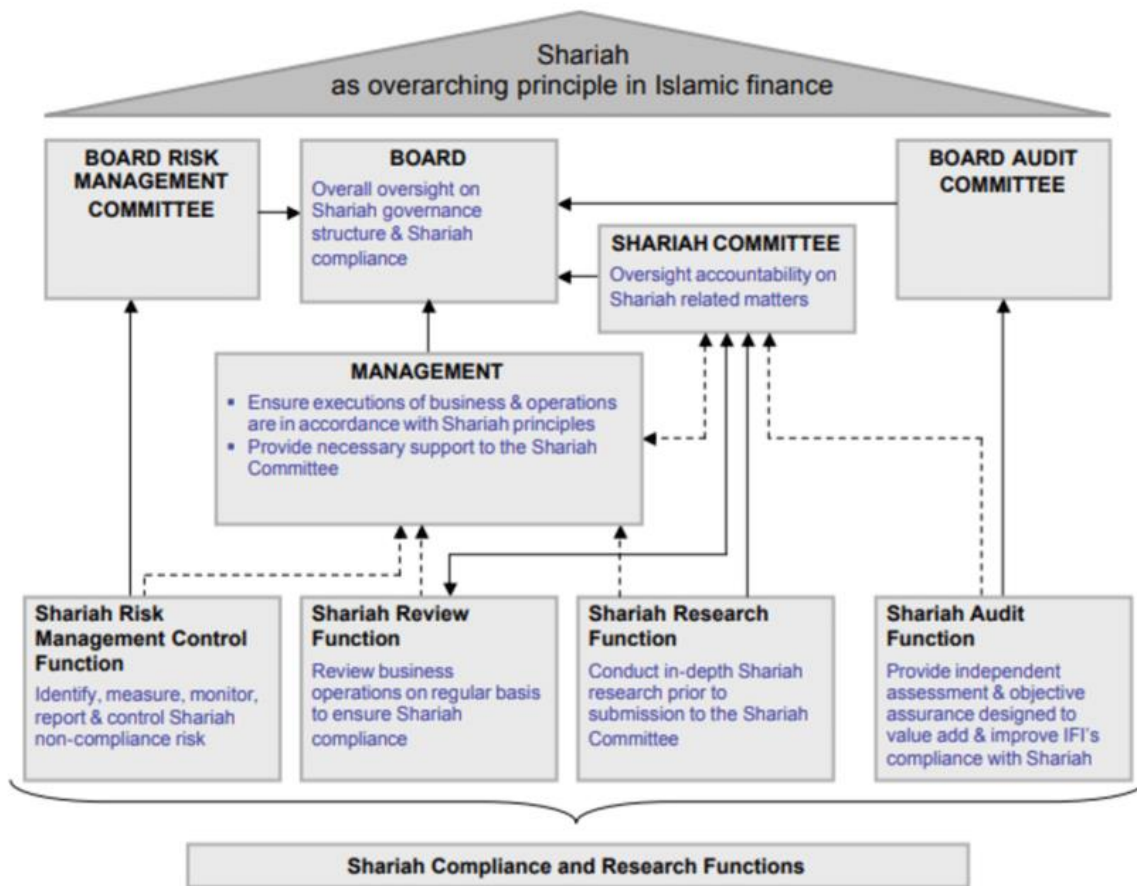 Shariah
as overarching principle in Islamic finance
BOARD RISK
MANAGEMENT
COMMITTEE
BOARD
Overall oversight on
Shariah governance
structure & Shariah
compliance
BOARD AUDIT
COMMITTEE
SHARIAH COMMITTEE
Oversight accountability on
Shariah related matters
MANAGEMENT
▪ Ensure executions of business & operations
are in accordance with Shariah principles
▪ Provide necessary support to the Shariah
Committee
Shariah Risk
Management Control
Function
Identify, measure, monitor,
report & control Shariah
non-compliance risk
Shariah Review
Function
Review business
operations on regular basis
to ensure Shariah
compliance
Shariah Research
Function
Conduct in-depth Shariah
research prior to
submission to the Shariah
Committee
Shariah Audit
Function
Provide independent
assessment & objective
assurance designed to
value add & improve IFI's
compliance with Shariah
Shariah Compliance and Research Functions